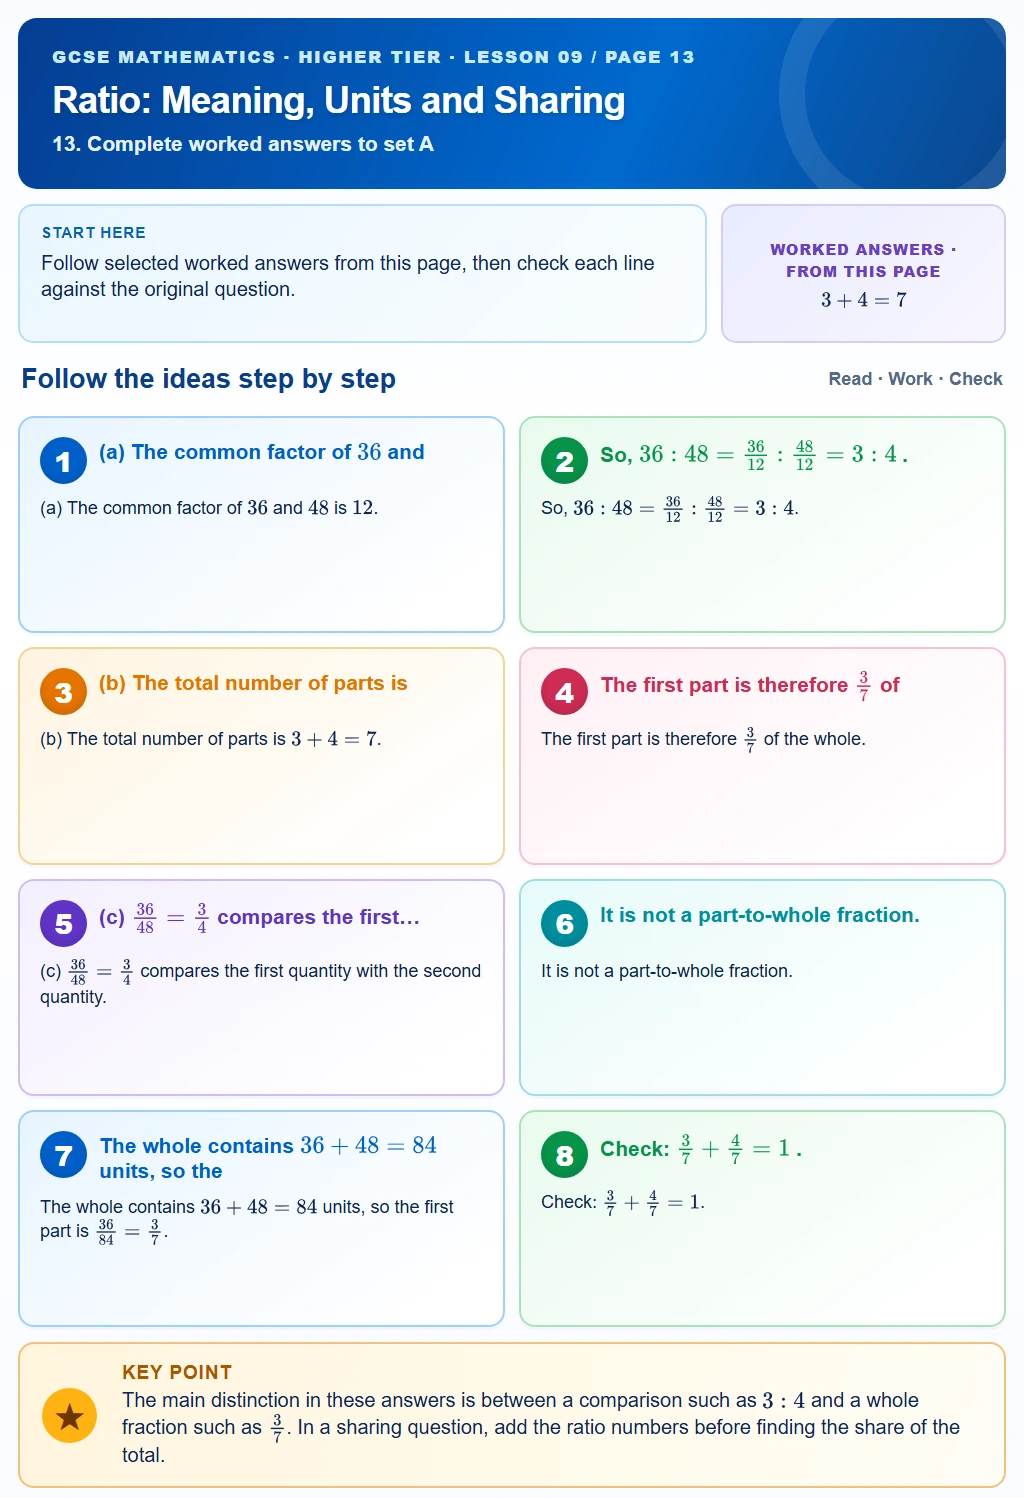 GCSE MATHEMATICS · HIGHER TIER · LESSON 09 / PAGE 13
Ratio: Meaning, Units and Sharing
13. Complete worked answers to set A
START HERE
Follow selected worked answers from this page, then check each line
against the original question.
WORKED ANSWERS ·
FROM THIS PAGE
3 + 4 = 7
Follow the ideas step by step
Read · Work · Check
1
(a) The common factor of 36 and
(a) The common factor of 36 and 48 is 12.
2
So, 36 : 48 = 36/12 : 48/12 = 3 : 4 .
So, 36 : 48 = 36/12 : 48/12 = 3 : 4.
3
(b) The total number of parts is
(b) The total number of parts is 3 + 4 = 7.
4
The first part is therefore 3/7 of
The first part is therefore 3/7 of the whole.
5
(c) 36/48 = 3/4 compares the first…
(c) 36/48 = 3/4 compares the first quantity with the second
quantity.
6
It is not a part-to-whole fraction.
It is not a part-to-whole fraction.
7
The whole contains 36 + 48 = 84
units, so the
The whole contains 36 + 48 = 84 units, so the first
part is 36/84 = 3/7.
8
Check: 3/7 + 4/7 = 1 .
Check: 3/7 + 4/7 = 1.
KEY POINT
The main distinction in these answers is between a comparison such as 3 : 4 and a whole
fraction such as 3/7. In a sharing question, add the ratio numbers before finding the share of the
total.